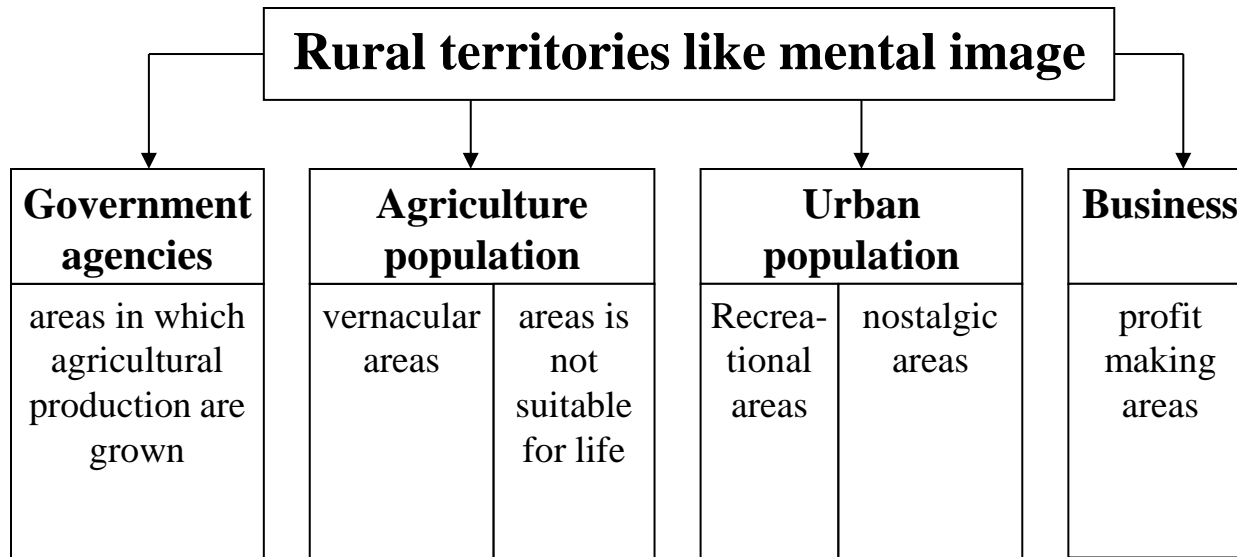 Rural territories like mental image
Government
agencies
areas in which
agricultural
production are
grown
Agriculture
population
vernacular
areas
areas is
not
suitable
for life
Urban
population
Recrea-
tional
areas
nostalgic
areas
Business
profit
making
areas